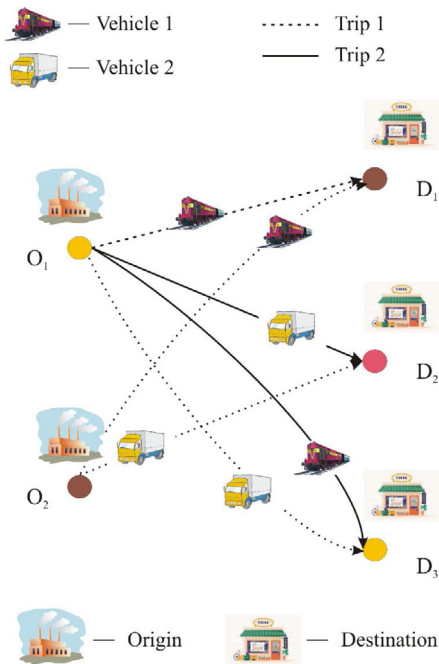 Vehicle 1
Trip 1
Vehicle 2
Trip 2
D1
O1
D2
O2
D3
Origin
Destination